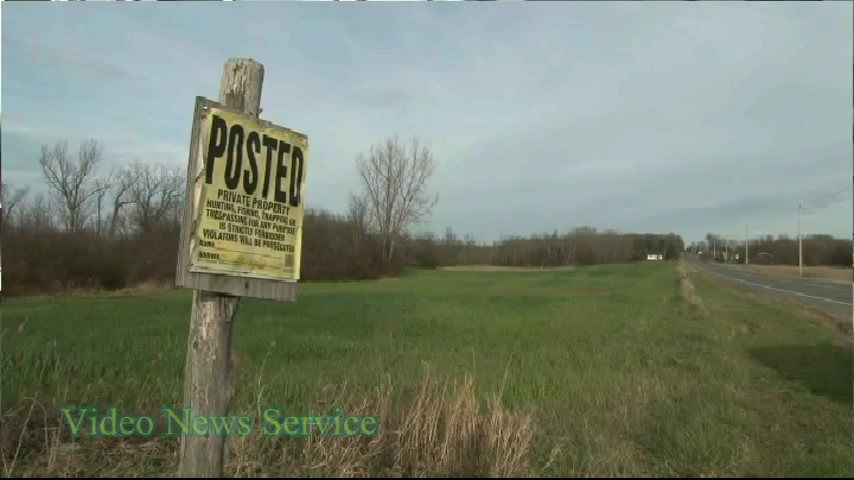 POSTED
PRIVATE PROPERTY
HUNTING, FISHING, TRAPPING OR
TRESPASSING FOR ANY PURPOSE
IS STRICTLY FORBIDDEN
VIOLATORS WILL BE PROSECUTED
Name
Address
Video News Service